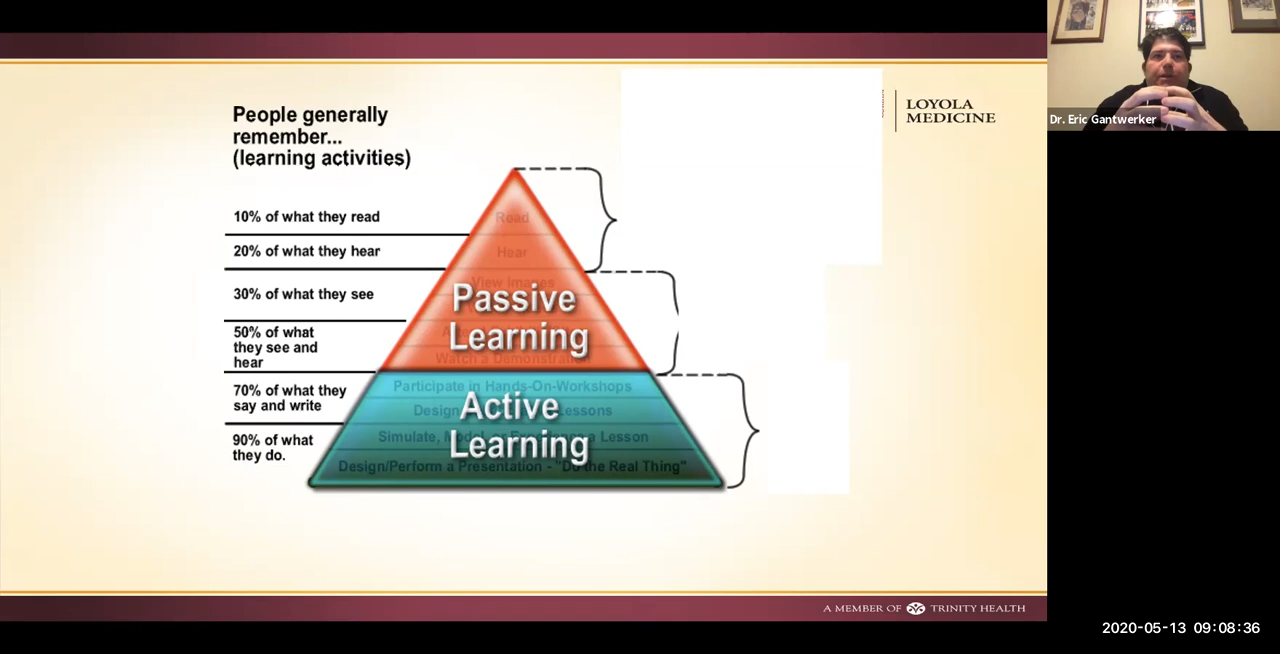 People generally
remember...
(learning activities)
LOYOLA
MEDICINE
Dr. Eric Gantwerker
10% of what they read
Read
20% of what they hear
Hear
30% of what they see
View Images
Passive
Learning
50% of what
they see and
hear
Watch a Demonstration
70% of what they
say and write
Participate in Hands-On-Workshops
Design Lessons
Active
Learning
90% of what
they do.
Simulate, a Lesson
Design/Perform a Presentation - "Do the Real Thing"
A MEMBER OF TRINITY HEALTH
2020-05-13 09:08:36